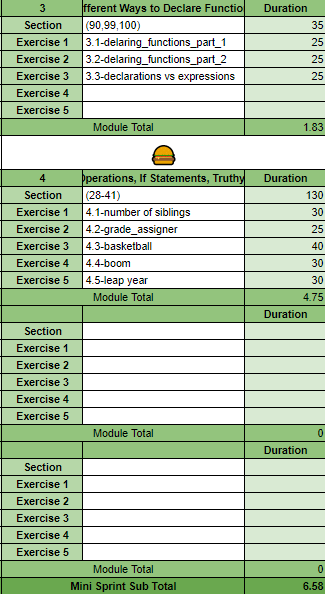 3 fferent Ways to Declare Functio Duration
Section (90,99,100) 35
Exercise 1 3.1-delaring_functions_part_1 25
Exercise 2 3.2-delaring_functions_part_2 25
Exercise 3 3.3-declarations vs expressions 25
Exercise 4
Exercise 5
Module Total 1.83
4 Operations, If Statements, Truthy Duration
Section (28-41) 130
Exercise 1 4.1-number of siblings 30
Exercise 2 4.2-grade_assigner 25
Exercise 3 4.3-basketball 40
Exercise 4 4.4-boom 30
Exercise 5 4.5-leap year 30
Module Total 4.75
Duration
Section
Exercise 1
Exercise 2
Exercise 3
Exercise 4
Exercise 5
Module Total 0
Duration
Section
Exercise 1
Exercise 2
Exercise 3
Exercise 4
Exercise 5
Module Total 0
Mini Sprint Sub Total 6.58